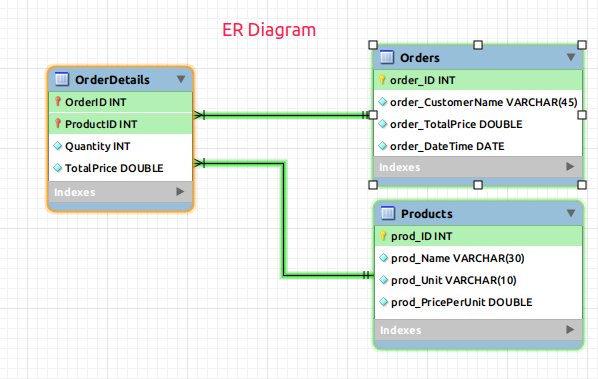 ER Diagram
OrderDetails
OrderID INT
ProductID INT
Quantity INT
TotalPrice DOUBLE
Indexes
Orders
order_ID INT
order_CustomerName VARCHAR(45)
order_TotalPrice DOUBLE
order_DateTime DATE
Indexes
Products
prod_ID INT
prod_Name VARCHAR(30)
prod_Unit VARCHAR(10)
prod_PricePerUnit DOUBLE
Indexes